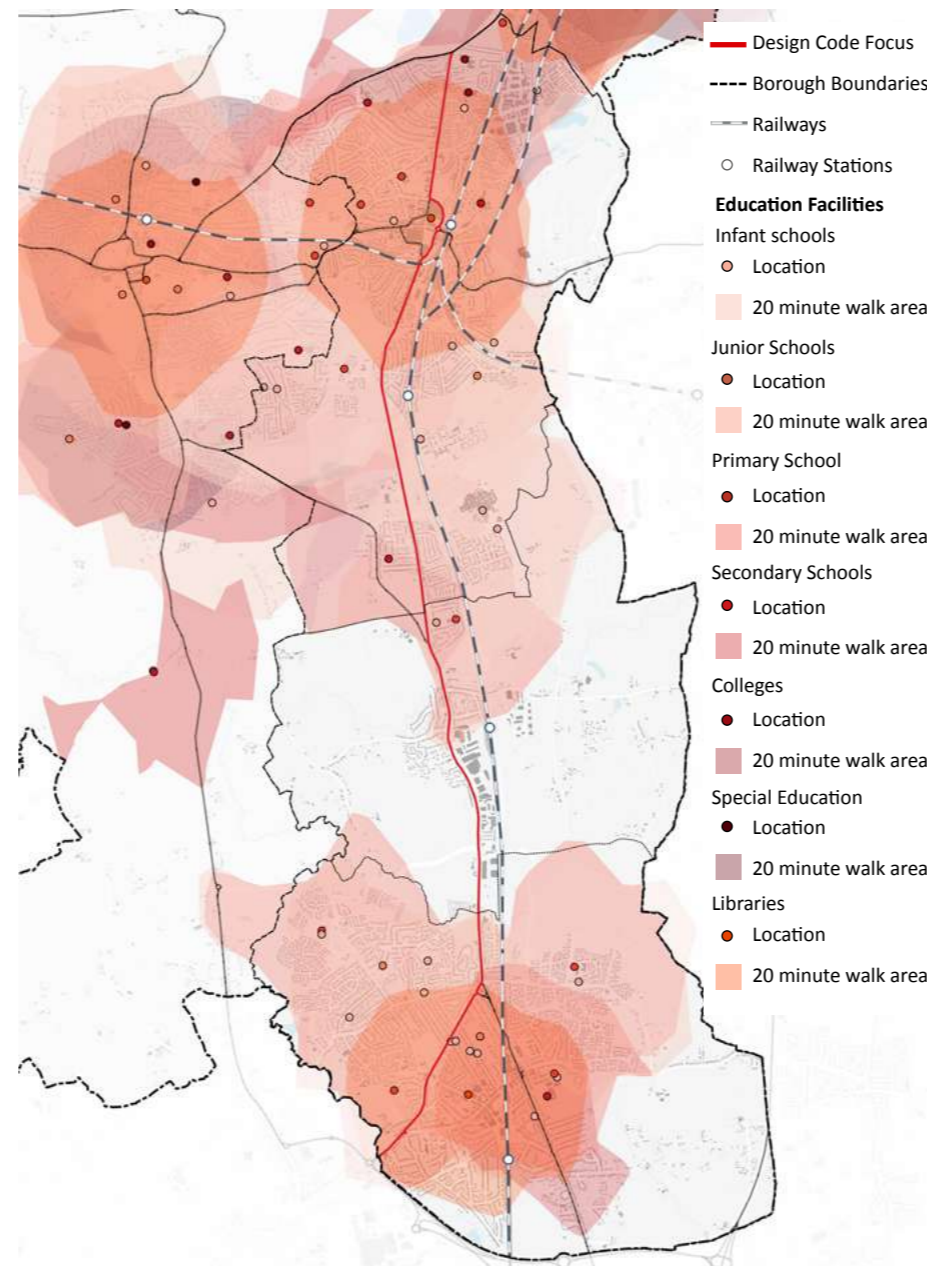 Design Code Focus
Borough Boundaries
Railways
Railway Stations
Education Facilities
Infant schools
Location
20 minute walk area
Junior Schools
Location
20 minute walk area
Primary School
Location
20 minute walk area
Secondary Schools
Location
20 minute walk area
Colleges
Location
20 minute walk area
Special Education
Location
20 minute walk area
Libraries
Location
20 minute walk area